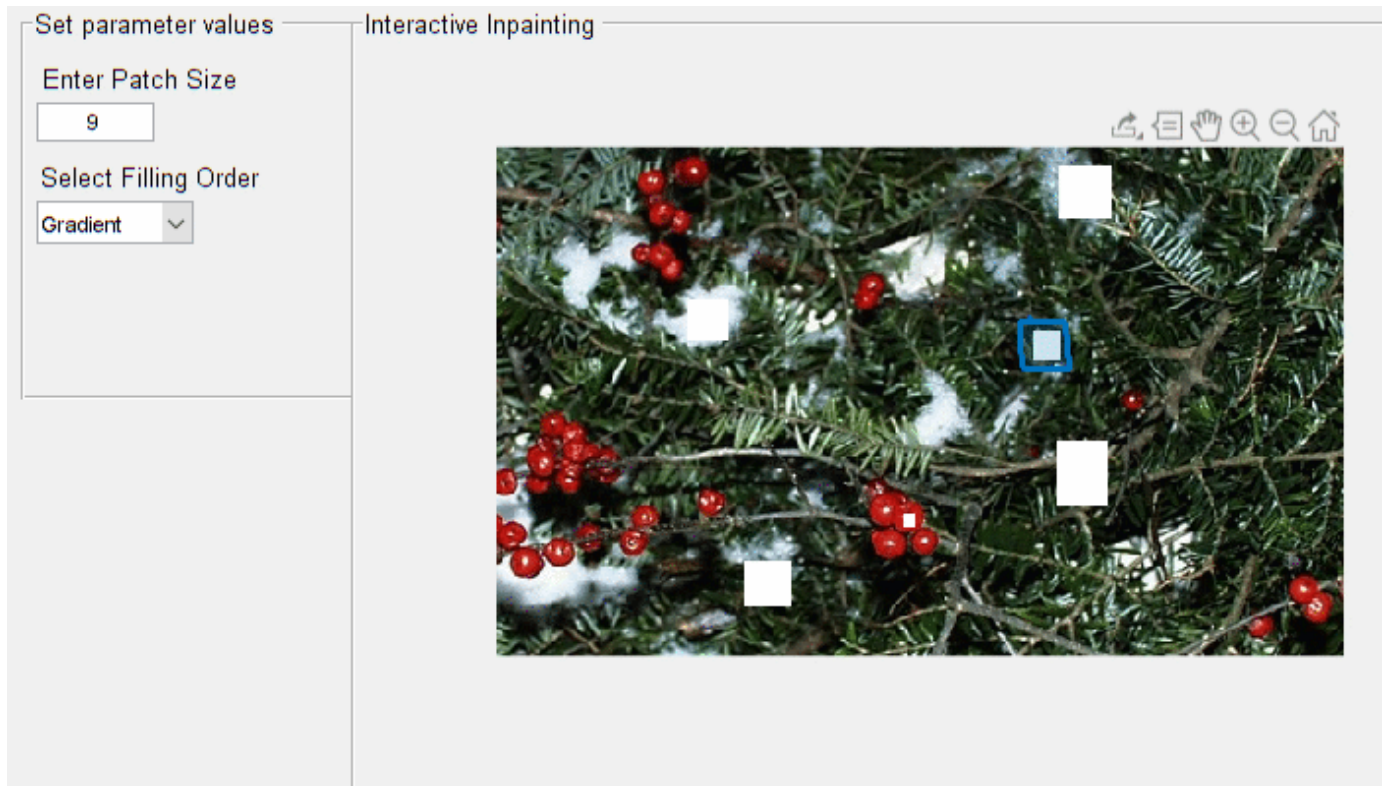 Set parameter values
Interactive Inpainting
Enter Patch Size
9
Select Filling Order
Gradient